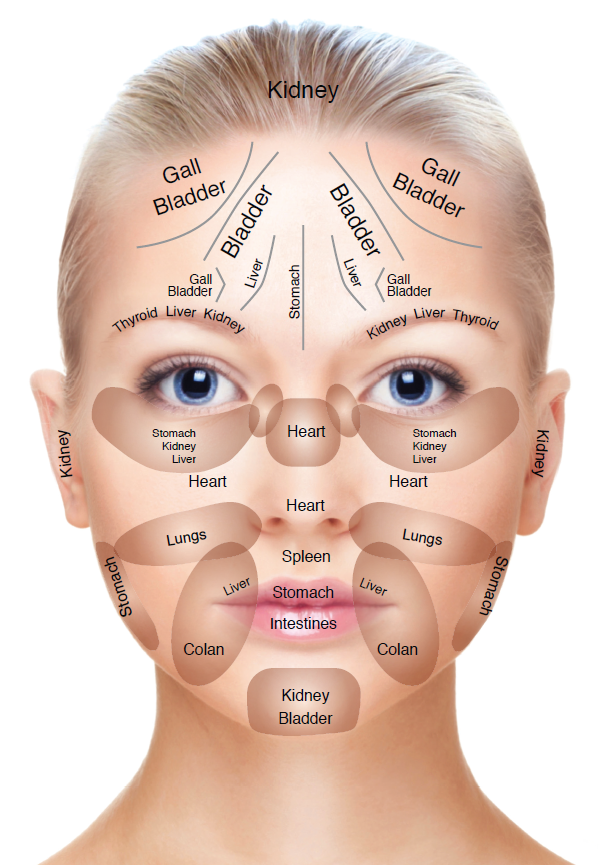 Kidney
Gall
Bladder
Gall
Bladder
Bladder
Bladder
Liver
Stomach
Liver
Gall
Bladder
Gall
Bladder
Thyroid Liver Kidney
Kidney Liver Thyroid
Heart
Stomach
Kidney
Liver
Stomach
Kidney
Liver
Kidney
Kidney
Heart
Heart
Heart
Lungs
Lungs
Spleen
Stomach
Stomach
Liver
Stomach
Liver
Intestines
Colan
Colan
Kidney
Bladder